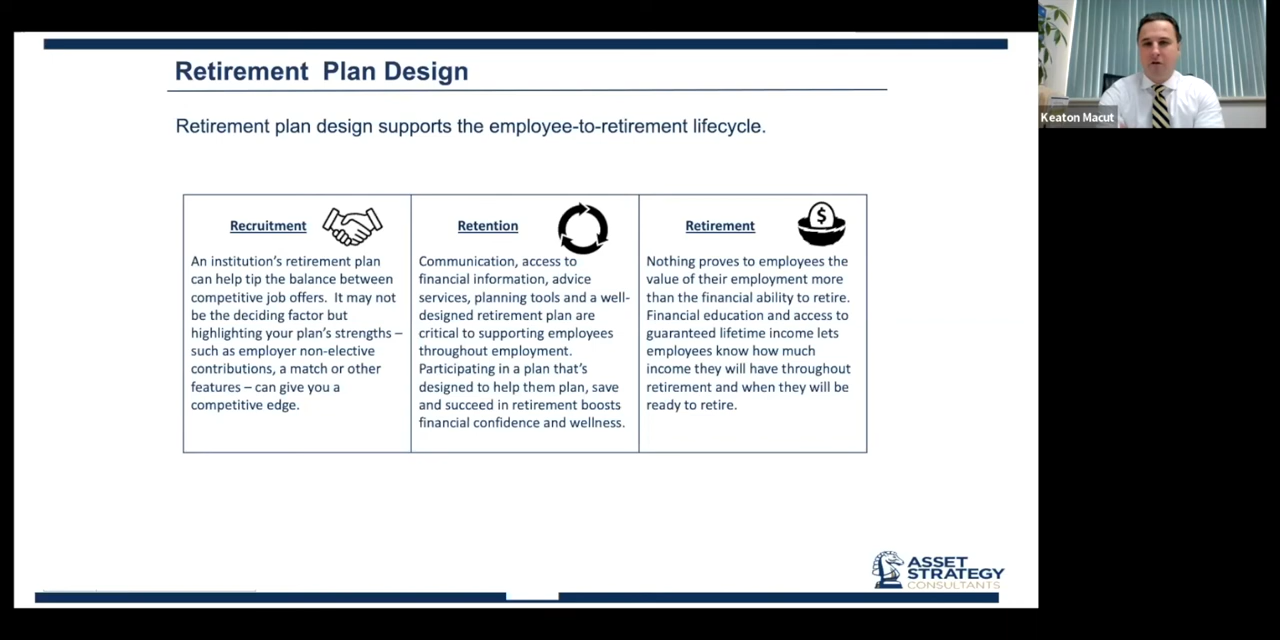 Retirement Plan Design
Retirement plan design supports the employee-to-retirement lifecycle.
Recruitment
An institution's retirement plan
can help tip the balance between
competitive job offers. It may not
be the deciding factor but
highlighting your plan's strengths –
such as employer non-elective
contributions, a match or other
features – can give you a
competitive edge.
Retention
Communication, access to
financial information, advice
services, planning tools and a well-
designed retirement plan are
critical to supporting employees
throughout employment.
Participating in a plan that's
designed to help them plan, save
and succeed in retirement boosts
financial confidence and wellness.
Retirement
$
Nothing proves to employees the
value of their employment more
than the financial ability to retire.
Financial education and access to
guaranteed lifetime income lets
employees know how much
income they will have throughout
retirement and when they will be
ready to retire.
ASSET
STRATEGY
CONSULTANTS
Keaton Macut